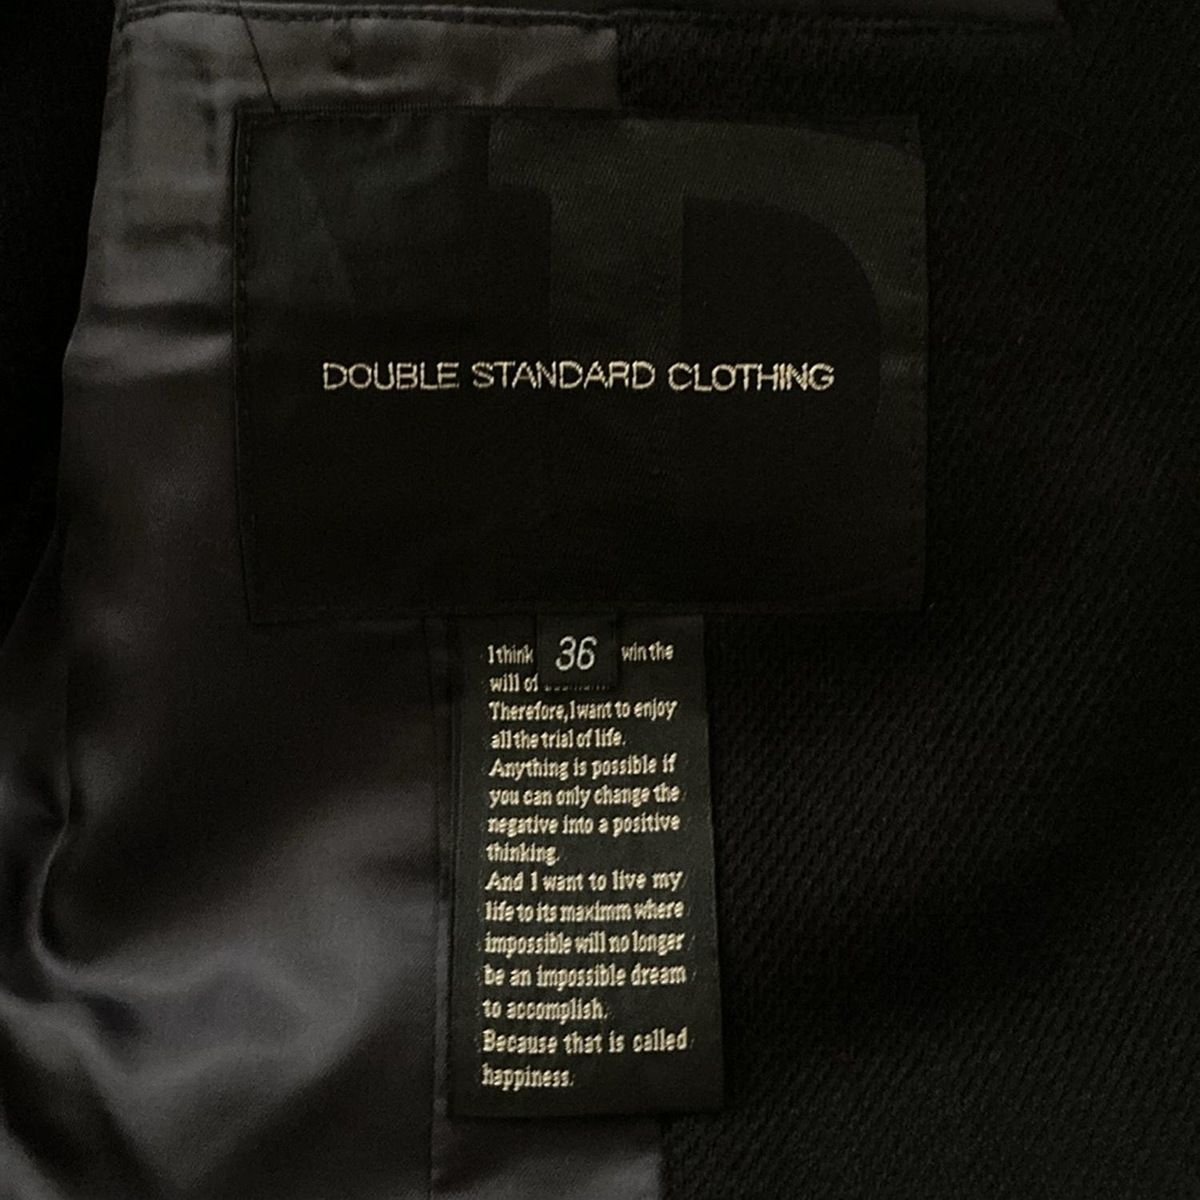 DOUBLE STANDARD CLOTHING
36
I think win the
will of
Therefore, I want to enjoy
all the trial of life.
Anything is possible if
you can only change the
negative into a positive
thinking.
And I want to live my
life to its maximm where
impossible will no longer
be an impossible dream
to accomplish.
Because that is called
happiness.